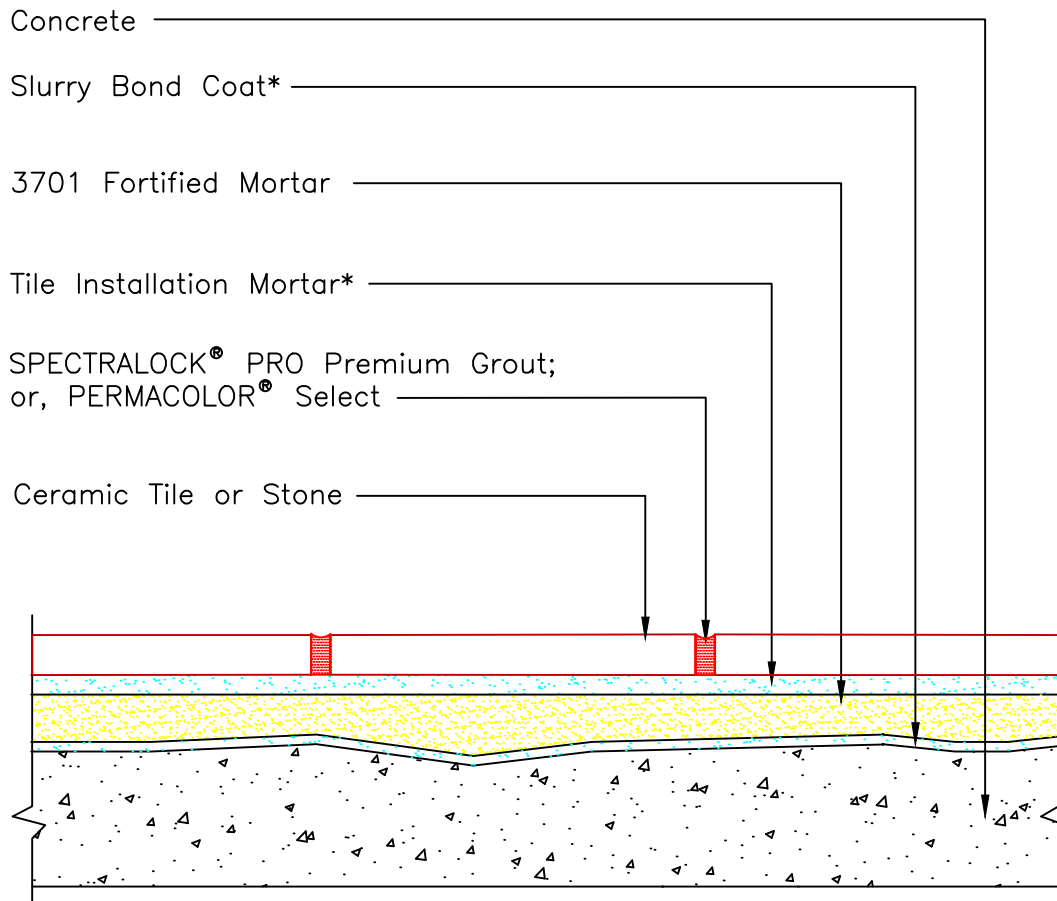 Concrete
Slurry Bond Coat*
3701 Fortified Mortar
Tile Installation Mortar*
SPECTRALOCK® PRO Premium Grout;
or, PERMACOLOR® Select
Ceramic Tile or Stone